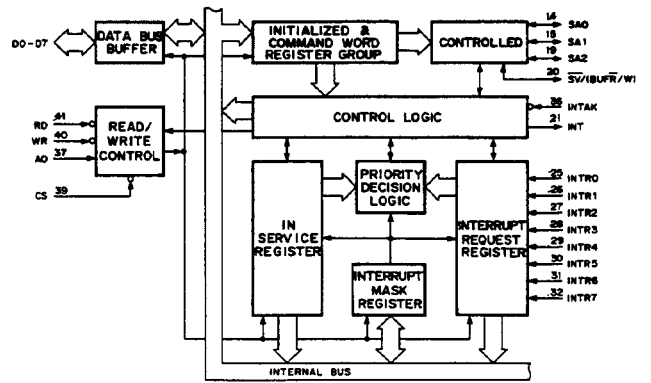 DO-D7
DATA BUS
BUFFER
INITIALIZED &
COMMAND WORD
REGISTER GROUP
CONTROLLED
14 SA0
15 SA1
19 SA2
20 SV/(BUFR/W)
RD 41
WR 40
AO 37
CS 39
READ/
WRITE
CONTROL
CONTROL LOGIC
36 INTAK
21 INT
IN
SERVICE
REGISTER
PRIORITY
DECISION
LOGIC
INTERRUPT
MASK
REGISTER
INTERRUPT
REQUEST
REGISTER
25 INTR0
26 INTR1
27 INTR2
28 INTR3
29 INTR4
30 INTR5
31 INTR6
32 INTR7
INTERNAL BUS